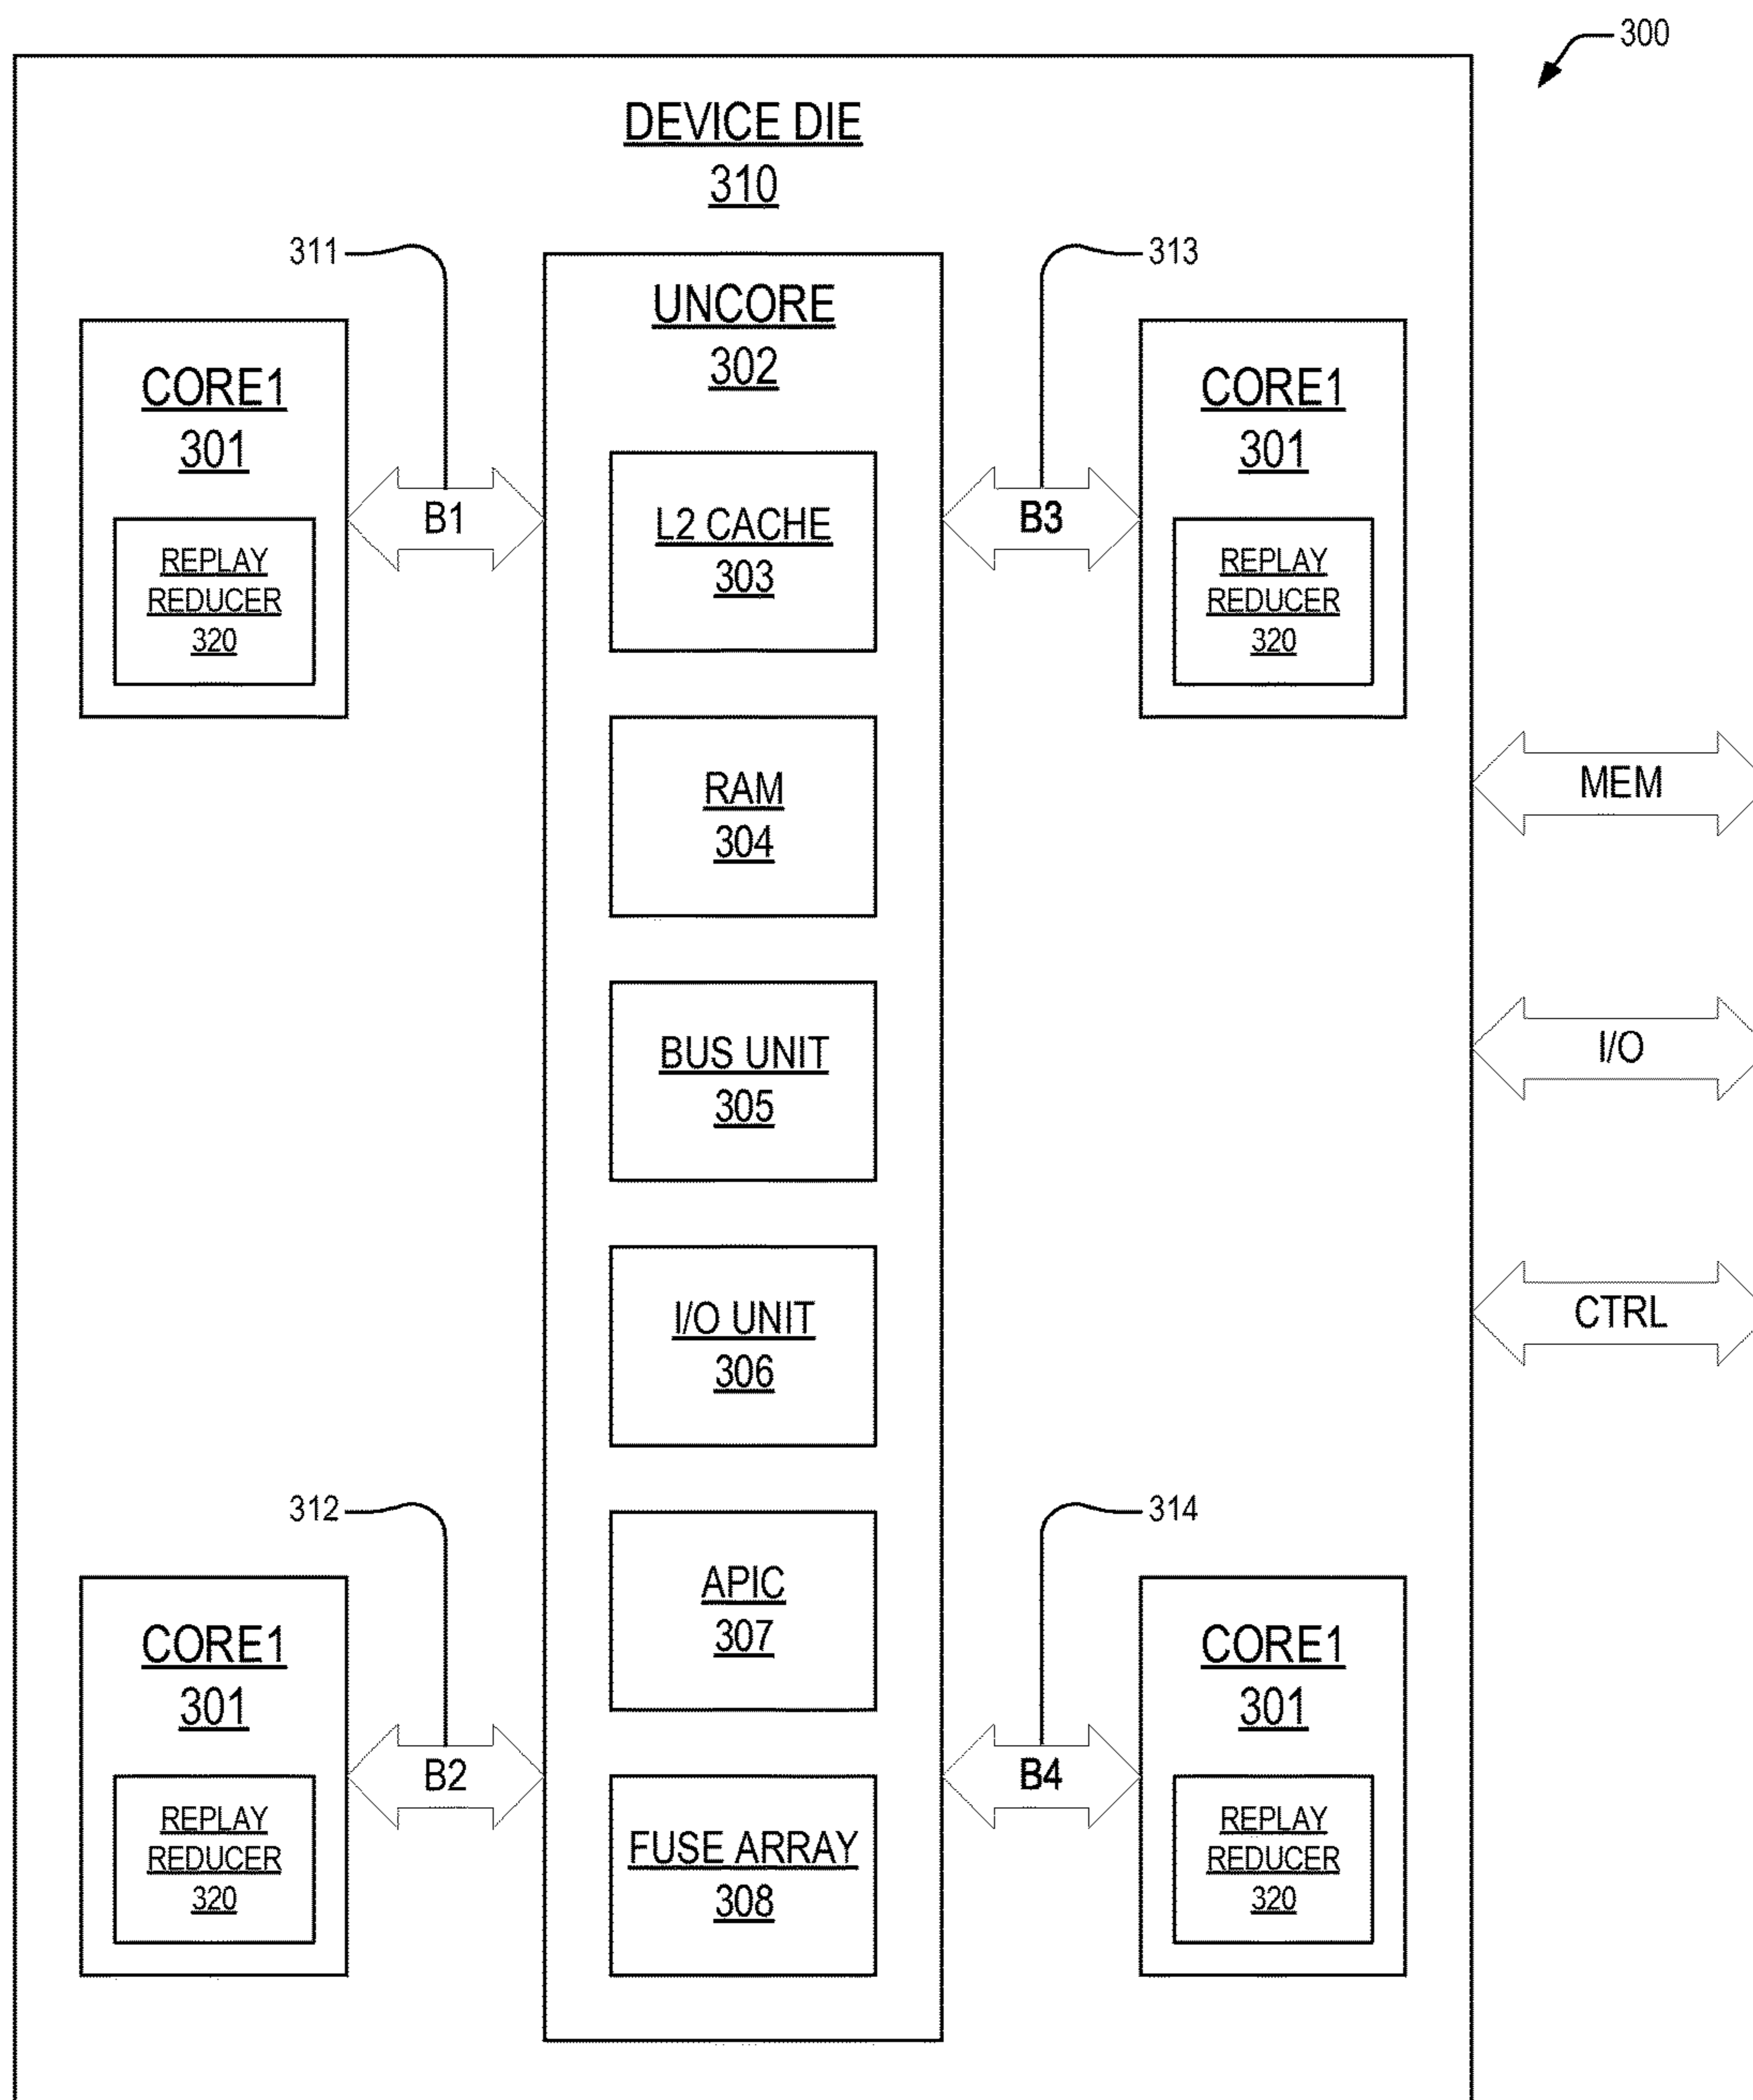 300
DEVICE DIE
310
311
313
UNCORE
302
CORE1
301
REPLAY
REDUCER
320
B1
L2 CACHE
303
B3
CORE1
301
REPLAY
REDUCER
320
RAM
304
MEM
BUS UNIT
305
I/O
I/O UNIT
306
CTRL
312
314
APIC
307
CORE1
301
REPLAY
REDUCER
320
B2
FUSE ARRAY
308
B4
CORE1
301
REPLAY
REDUCER
320